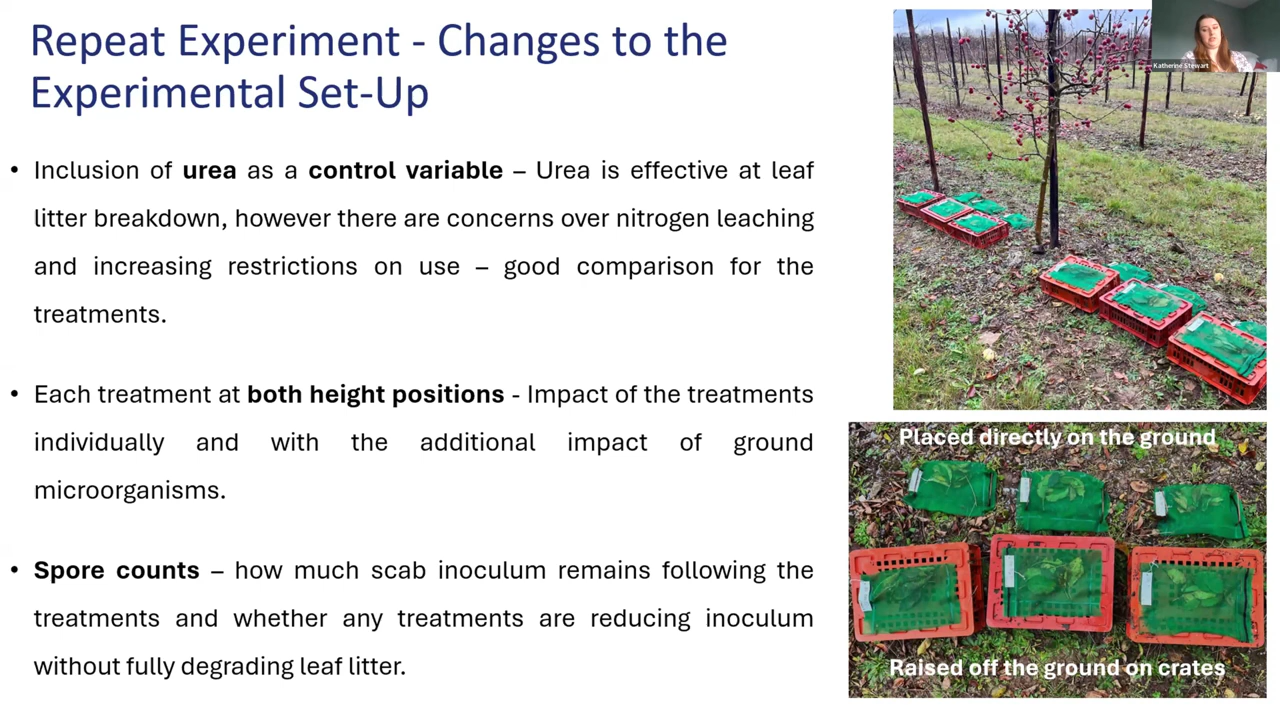 Repeat Experiment - Changes to the
Experimental Set-Up
• Inclusion of urea as a control variable – Urea is effective at leaf
litter breakdown, however there are concerns over nitrogen leaching
and increasing restrictions on use – good comparison for the
treatments.
• Each treatment at both height positions - Impact of the treatments
individually and with the additional impact of ground
microorganisms.
• Spore counts – how much scab inoculum remains following the
treatments and whether any treatments are reducing inoculum
without fully degrading leaf litter.
Katherine Stewart
Placed directly on the ground
Raised off the ground on crates